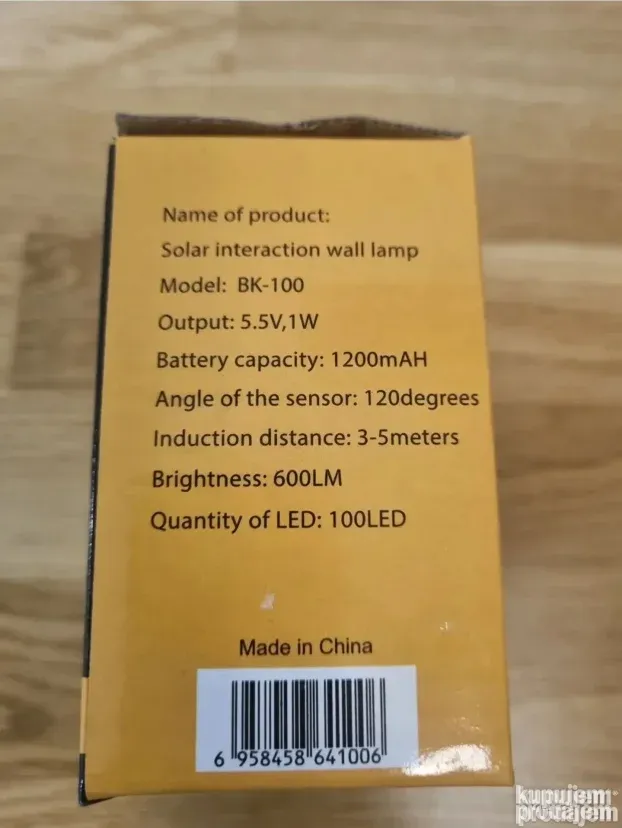 Name of product:
Solar interaction wall lamp
Model: BK-100
Output: 5.5V,1W
Battery capacity: 1200mAH
Angle of the sensor: 120degrees
Induction distance: 3-5meters
Brightness: 600LM
Quantity of LED: 100LED
Made in China
6 958458 641006
kupujem
prodajem